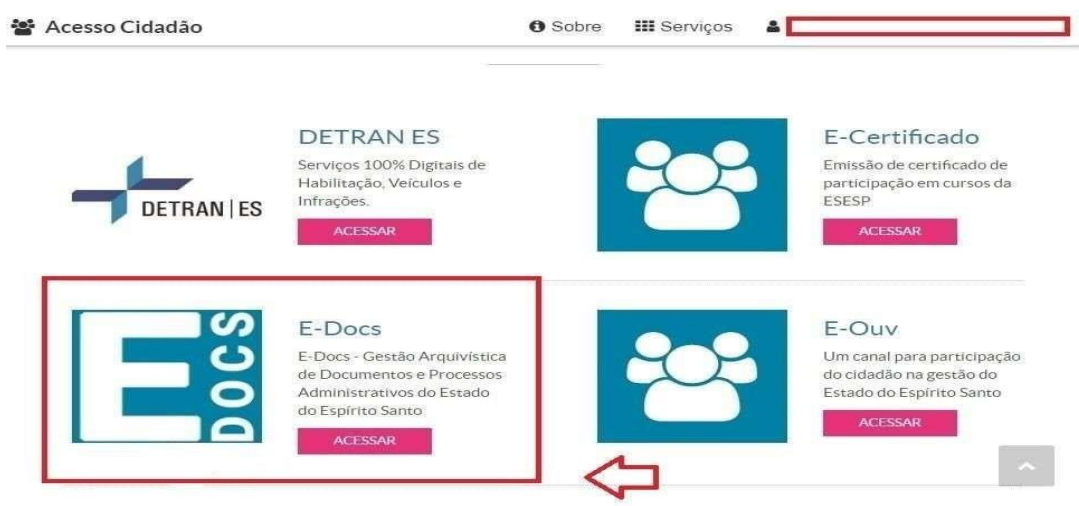 Acesso Cidadão
Sobre
Serviços
DETRAN ES
Serviços 100% Digitais de
Habilitação, Veículos e
Infrações.
ACESSAR
DETRAN | ES
E-Certificado
Emissão de certificado de
participação em cursos da
ESESP
ACESSAR
E DOCS
E-Docs
E-Docs - Gestão Arquivística
de Documentos e Processos
Administrativos do Estado
do Espírito Santo
ACESSAR
E-Ouv
Um canal para participação
do cidadão na gestão do
Estado do Espírito Santo
ACESSAR